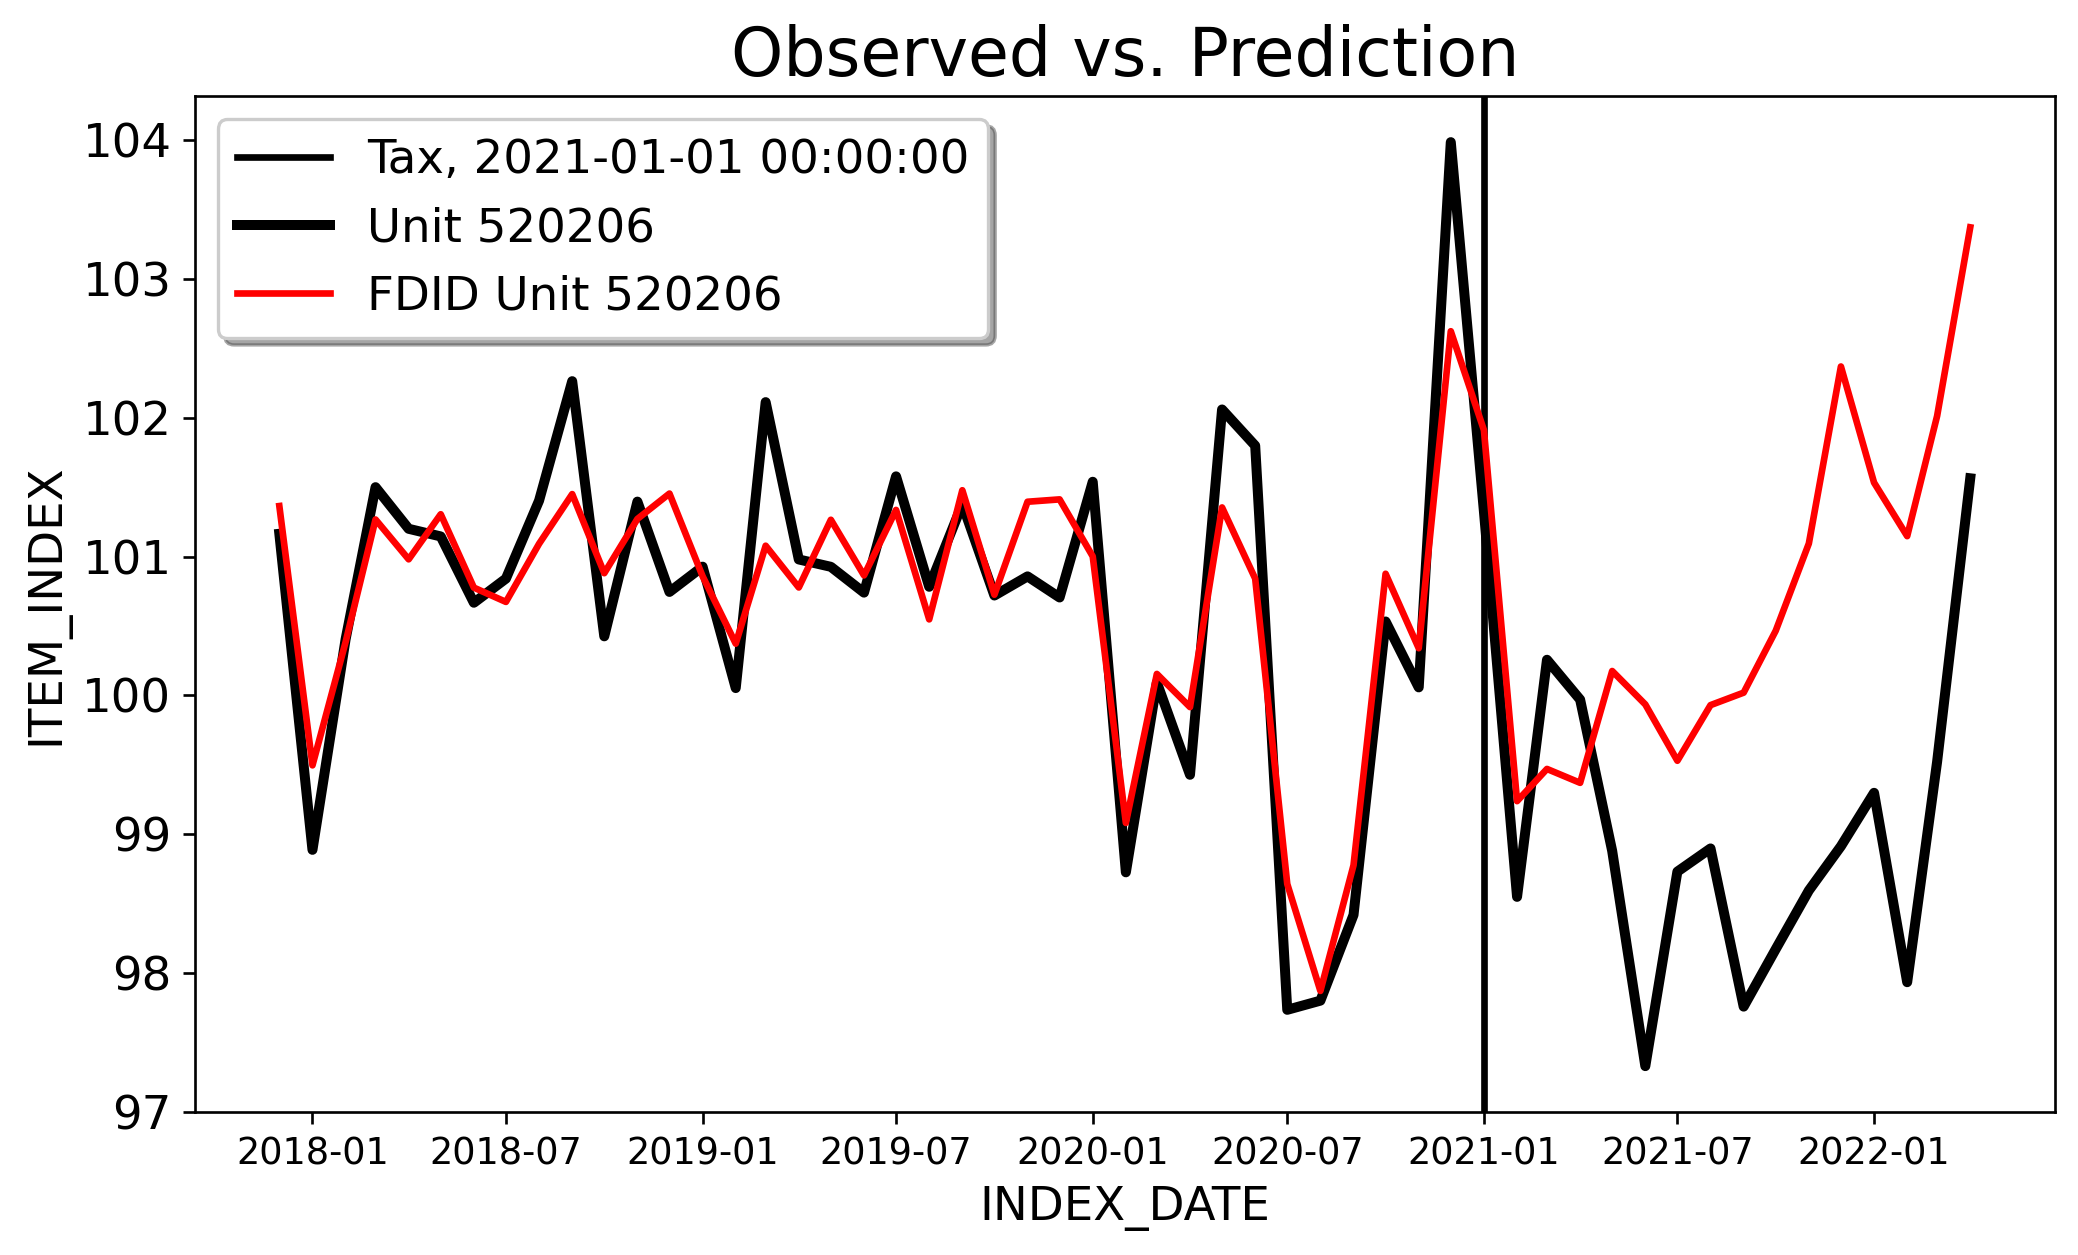 Observed vs. Prediction
Tax, 2021-01-01 00:00:00
Unit 520206
FDID Unit 520206
ITEM_INDEX
104
103
102
101
100
99
98
97
2018-01 2018-07 2019-01 2019-07 2020-01 2020-07 2021-01 2021-07 2022-01
INDEX_DATE